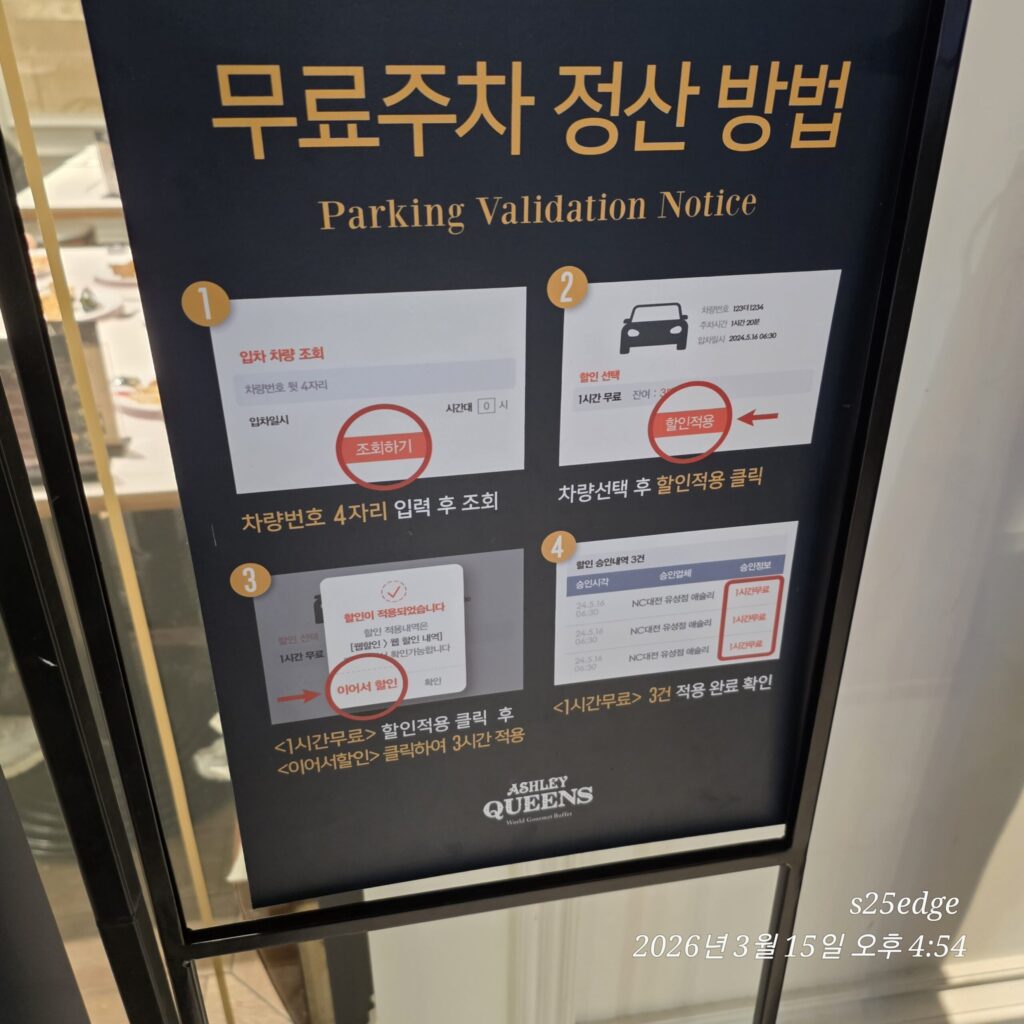 무료주차 정산 방법
Parking Validation Notice
1
입차 차량 조회
차량번호 뒷 4자리
입차일시
시간대 0 시
조회하기
차량번호 4자리 입력 후 조회
2
차량번호 123더1234
주차시간 1시간 20분
입차일시 2024.5.16 06:30
할인 선택
1시간 무료 잔여 : 3
할인적용
차량선택 후 할인적용 클릭
3
할인 선택
1시간 무료
할인이 적용되었습니다
할인 적용내역은
[웹할인 > 웹 할인 내역]
확인가능합니다
이어서 할인
확인
<1시간무료> 할인적용 클릭 후
<이어서할인> 클릭하여 3시간 적용
4
할인 승인내역 3건
승인시각 승인업체 승인정보
24.5.16 06:30 NC대전 유성점 애슐리 1시간무료
24.5.16 06:30 NC대전 유성점 애슐리 1시간무료
24.5.16 06:30 NC대전 유성점 애슐리 1시간무료
<1시간무료> 3건 적용 완료 확인
ASHLEY
QUEENS
World Gourmet Buffet
s25edge
2026년 3월 15일 오후 4:54